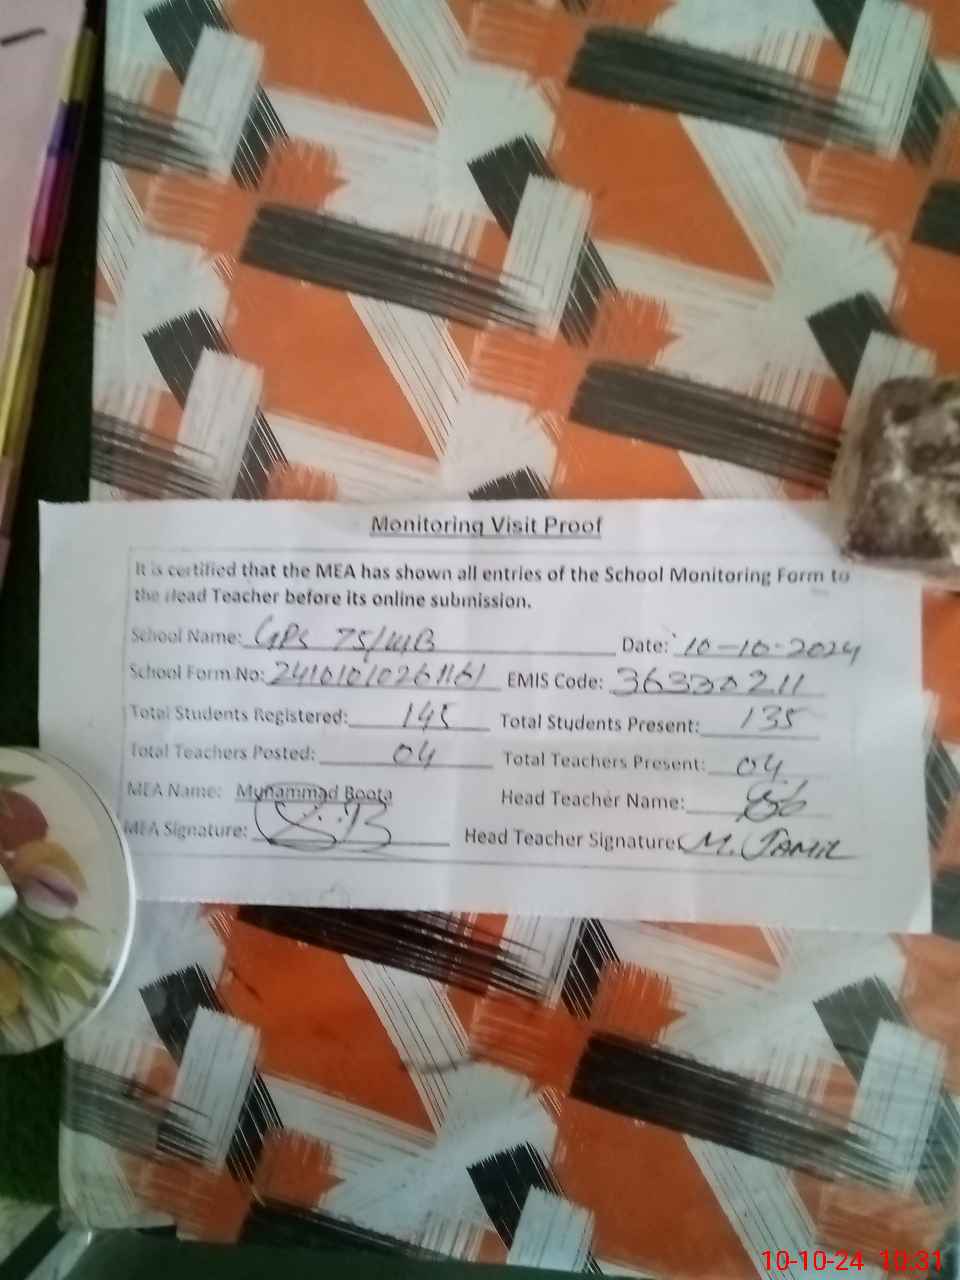 Monitoring Visit Proof
It is certified that the MEA has shown all entries of the School Monitoring Form to
the Head Teacher before its online submission.
School Name: GPS 75/WB Date: 10-10-2024
School Form No: 24101010261161 EMIS Code: 36330211
Total Students Registered: 145 Total Students Present: 135
Total Teachers Posted: 04 Total Teachers Present: 04
MEA Name: Muhammad Boota Head Teacher Name:
MEA Signature: Head Teacher Signature: M. JAMIL
10-10-24 10:31